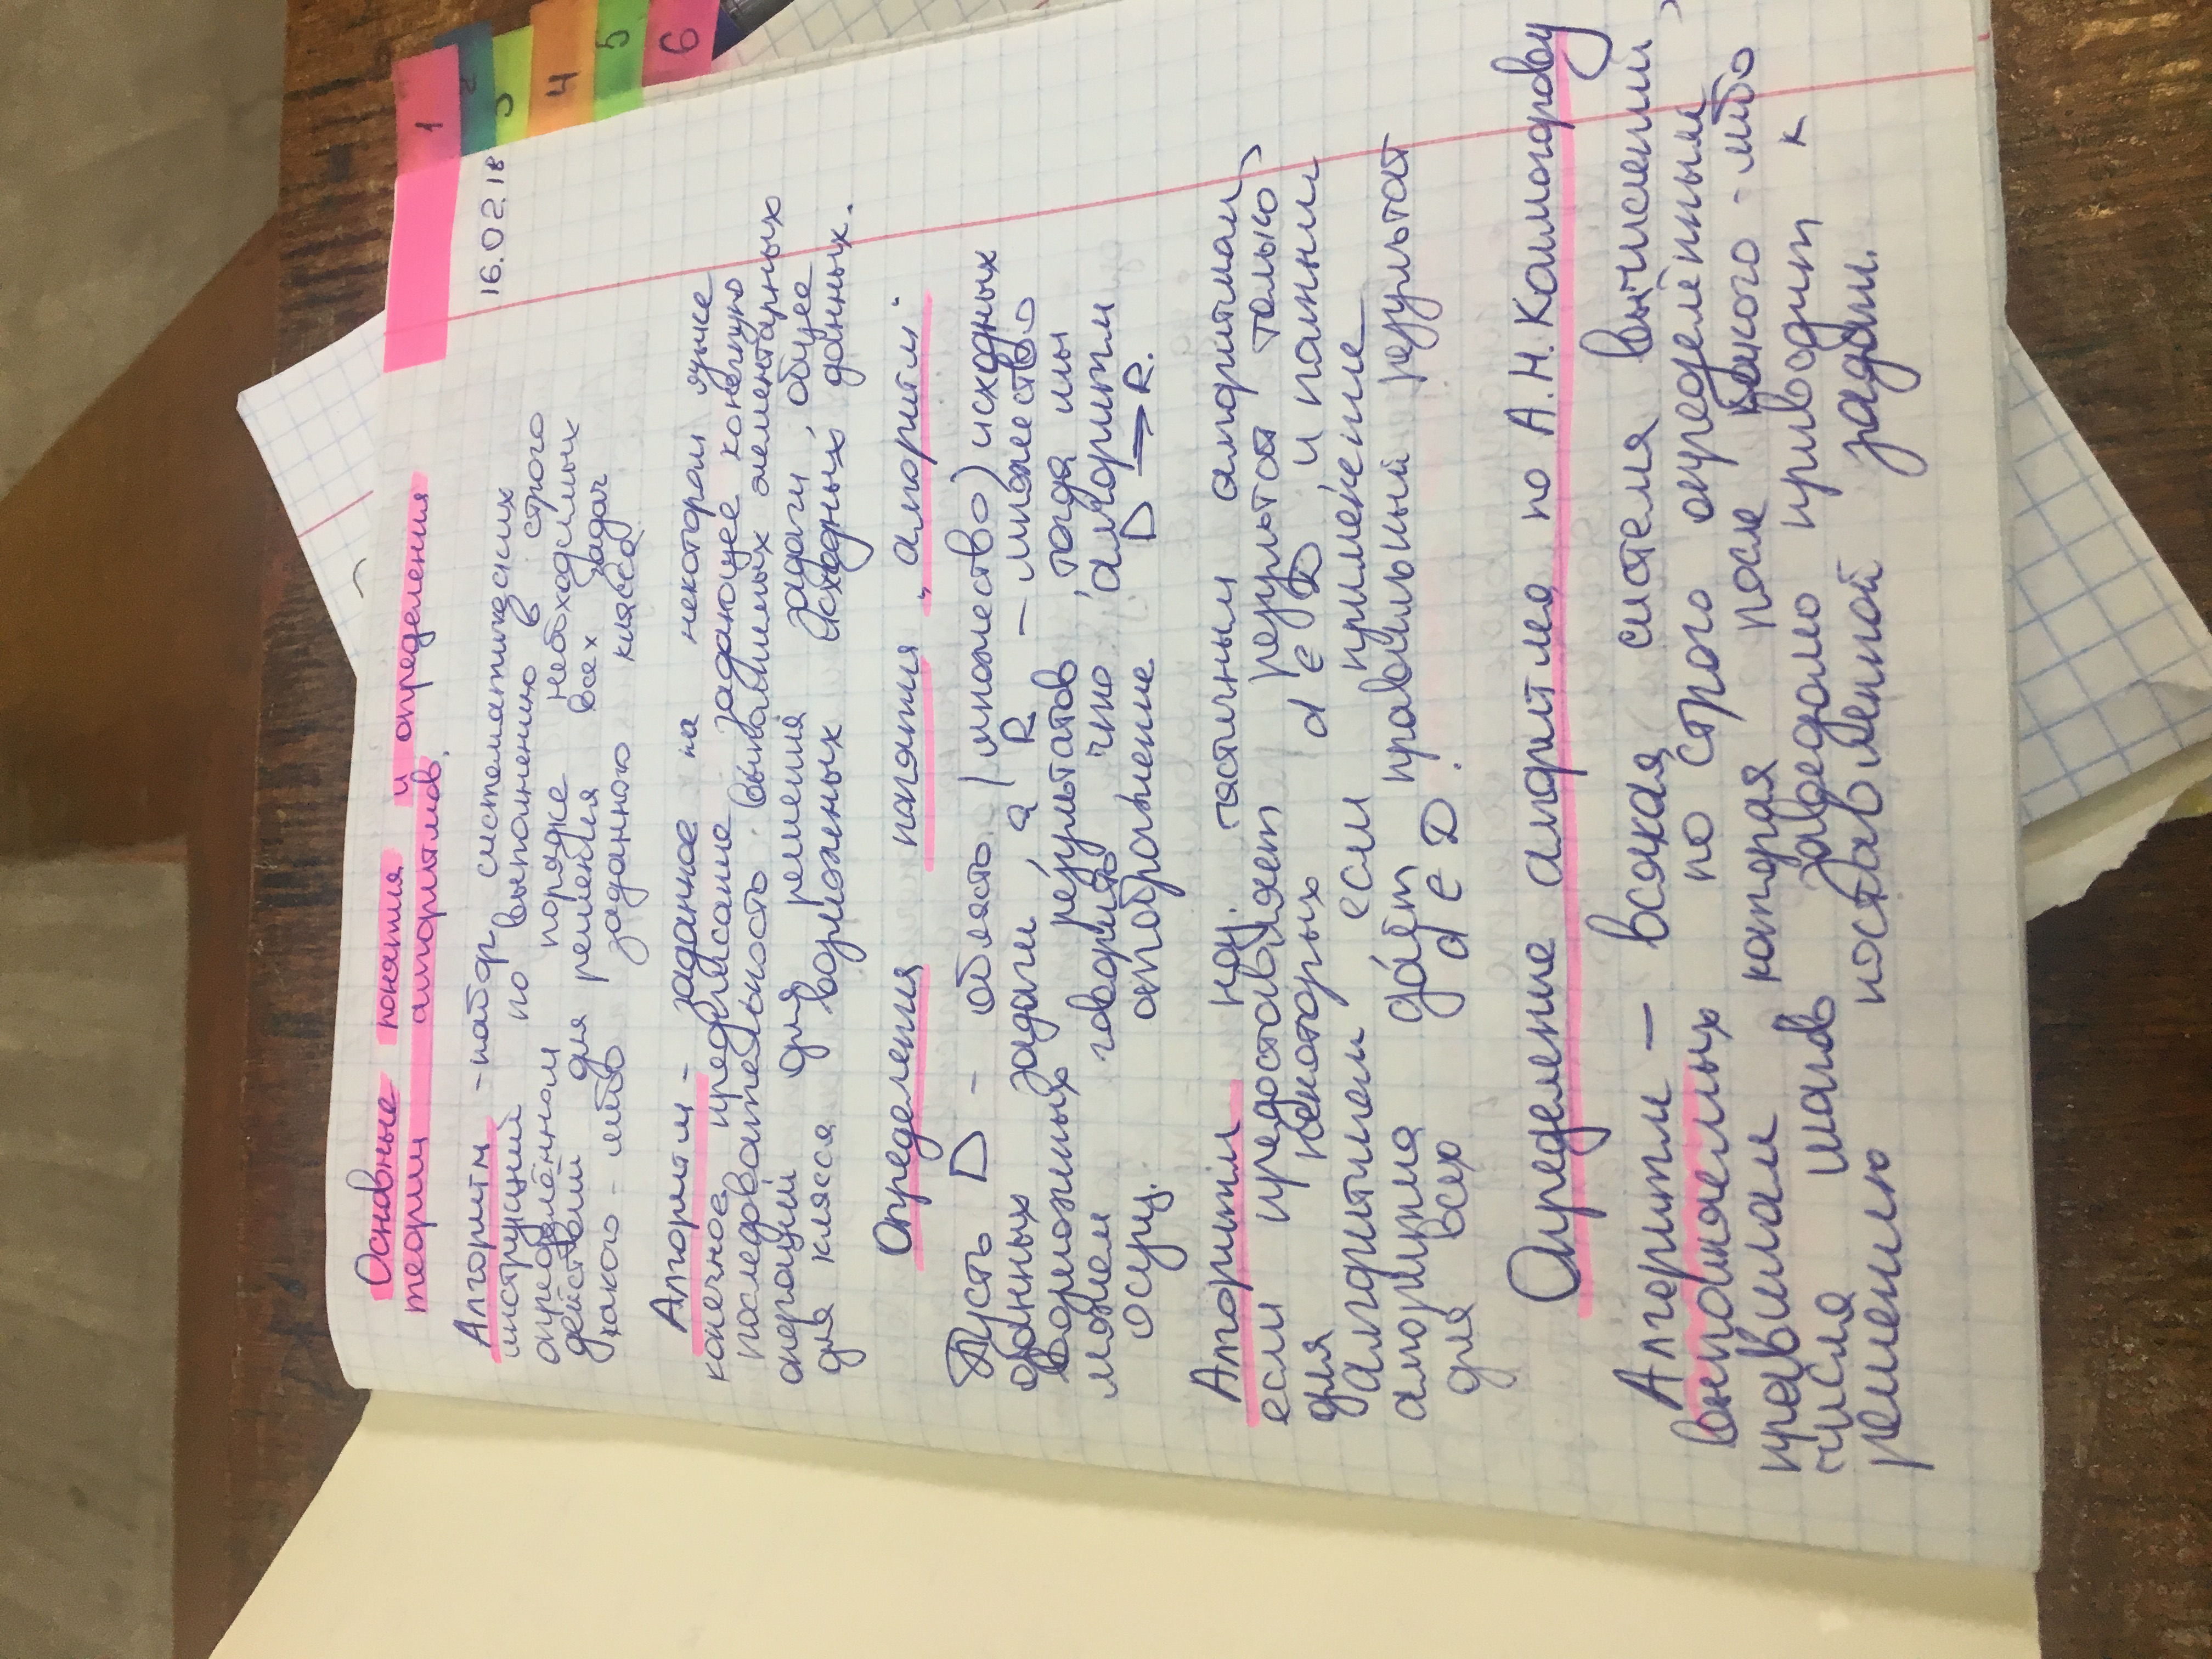 Основные понятия и определения
теории алгоритмов.
16.02.18
Алгоритм - набор систематических
инструкций по выполнению в строго
определённом порядке необходимых
действий для решения всех задач
какого-либо заданного класса
Алгоритм - заданное на некотором языке
конечное предписание, задающее конечную
последовательность выполнимых элементарных
операций для решения задачи, общее
для класса возможных исходных данных.
Определения понятия „алгоритм“
Пусть D - область (множество) исходных
данных задачи, а R - множество
возможных результатов, тогда мы
можем говорить, что алгоритм
осущ. отображение D → R.
Алгоритм наз. частичным алгоритмом,
если предоставляет результат только
для некоторых d ∈ D, и полным
алгоритмом, если применение
алгоритма даёт правильный результат
для всех d ∈ D.
Определение алгоритма по А.Н. Колмогорову
Алгоритм — всякая система вычислений,
выполняемых по строго определённым
правилам, которая после какого-либо
числа шагов заведомо приводит к
решению поставленной задачи.
1
2
3
4
5
6